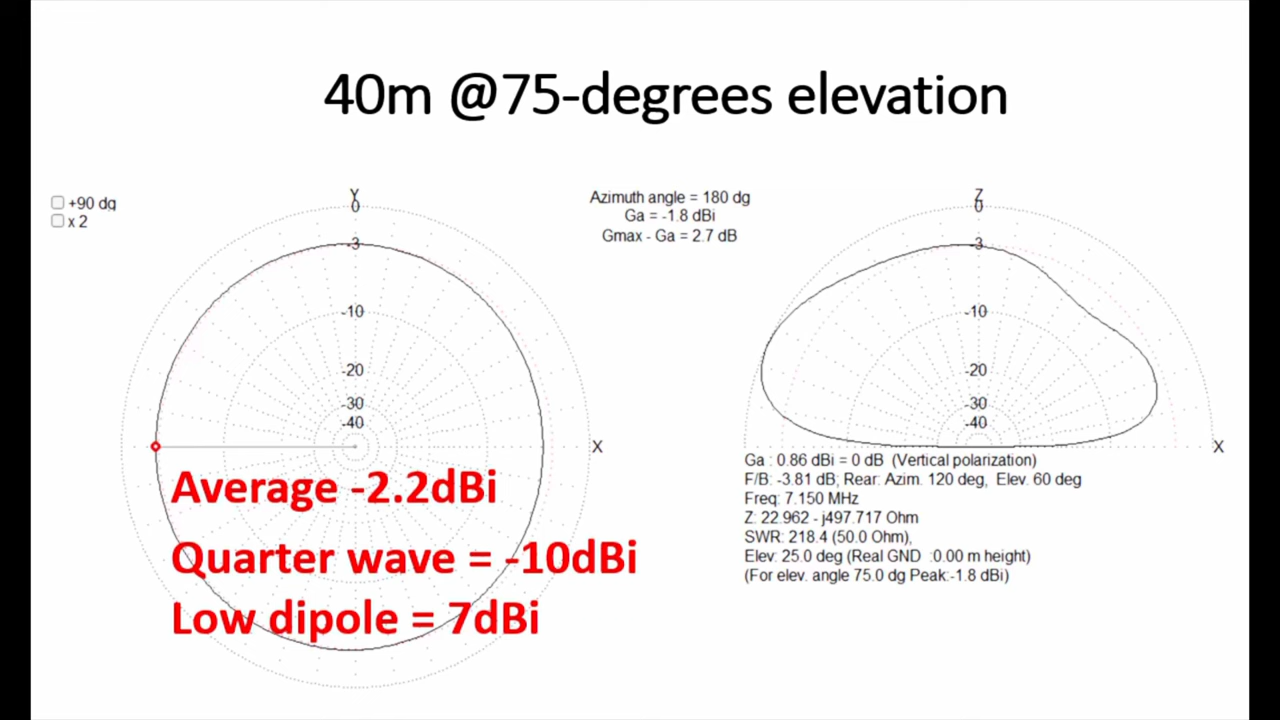 40m @75-degrees elevation
+90 dg
x 2
Y
0
-3
-10
-20
-30
-40
X
Average -2.2dBi
Quarter wave = -10dBi
Low dipole = 7dBi
Azimuth angle = 180 dg
Ga = -1.8 dBi
Gmax - Ga = 2.7 dB
Z
0
-3
-10
-20
-30
-40
X
Ga : 0.86 dBi = 0 dB (Vertical polarization)
F/B: -3.81 dB; Rear: Azim. 120 deg, Elev. 60 deg
Freq: 7.150 MHz
Z: 22.962 - j497.717 Ohm
SWR: 218.4 (50.0 Ohm),
Elev: 25.0 deg (Real GND :0.00 m height)
(For elev. angle 75.0 dg Peak:-1.8 dBi)